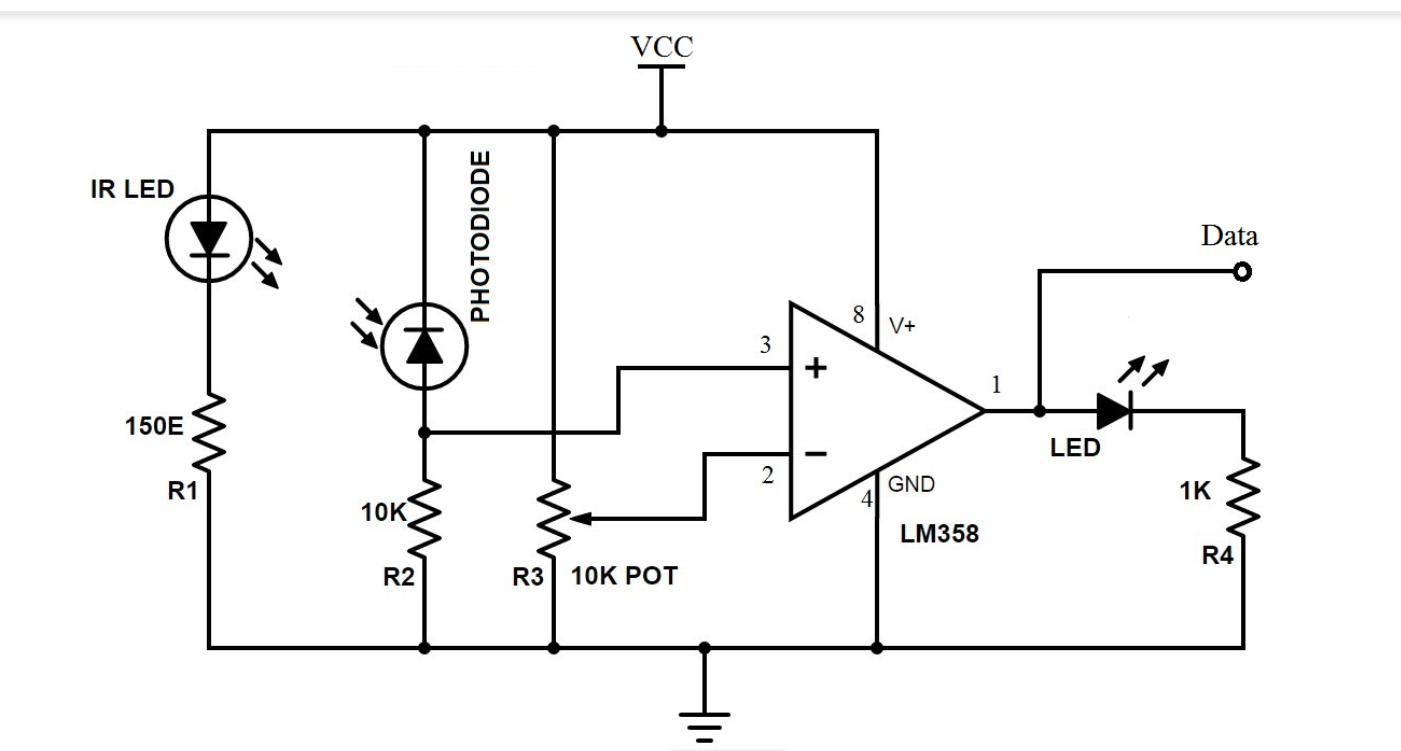 VCC
IR LED
PHOTODIODE
Data
8
V+
3
+
1
150E
LED
−
2
R1
GND
4
1K
10K
LM358
R4
R2
R3
10K POT